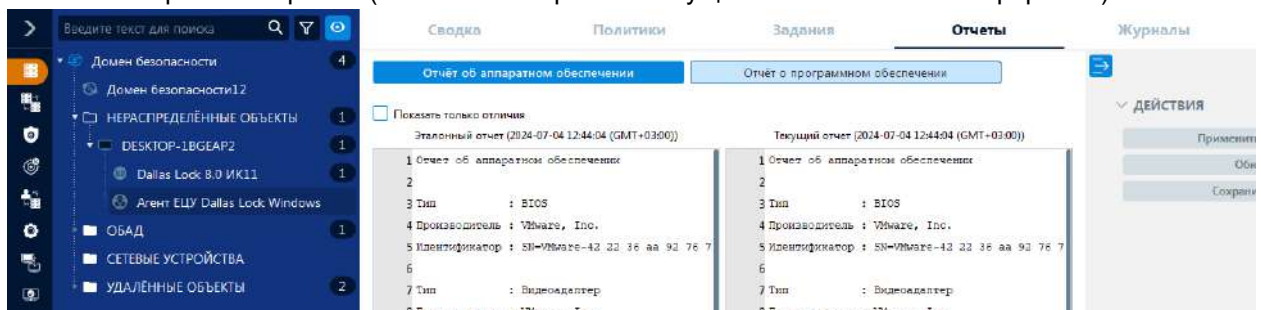 Введите текст для поиска
Сводка Политики Задания Отчеты Журналы
Домен безопасности 4
Домен безопасности12
НЕРАСПРЕДЕЛЁННЫЕ ОБЪЕКТЫ 1
DESKTOP-1BGEAP2 1
Dallas Lock 8.0 ИК11 1
Агент ЕЦУ Dallas Lock Windows
ОБАД 1
СЕТЕВЫЕ УСТРОЙСТВА
УДАЛЁННЫЕ ОБЪЕКТЫ 2
Отчёт об аппаратном обеспечении
Отчёт о программном обеспечении
Показать только отличия
Эталонный отчет (2024-07-04 12:44:04 (GMT+03:00))
1 Отчет об аппаратном обеспечении
2
3 Тип : BIOS
4 Производитель : VMware, Inc.
5 Идентификатор : SN=VMware-42 22 36 aa 92 76 7
6
7 Тип : Видеоадаптер
Текущий отчет (2024-07-04 12:44:04 (GMT+03:00))
1 Отчет об аппаратном обеспечении
2
3 Тип : BIOS
4 Производитель : VMware, Inc.
5 Идентификатор : SN=VMware-42 22 36 aa 92 76 7
6
7 Тип : Видеоадаптер
ДЕЙСТВИЯ
Применит
Обн
Сохрани